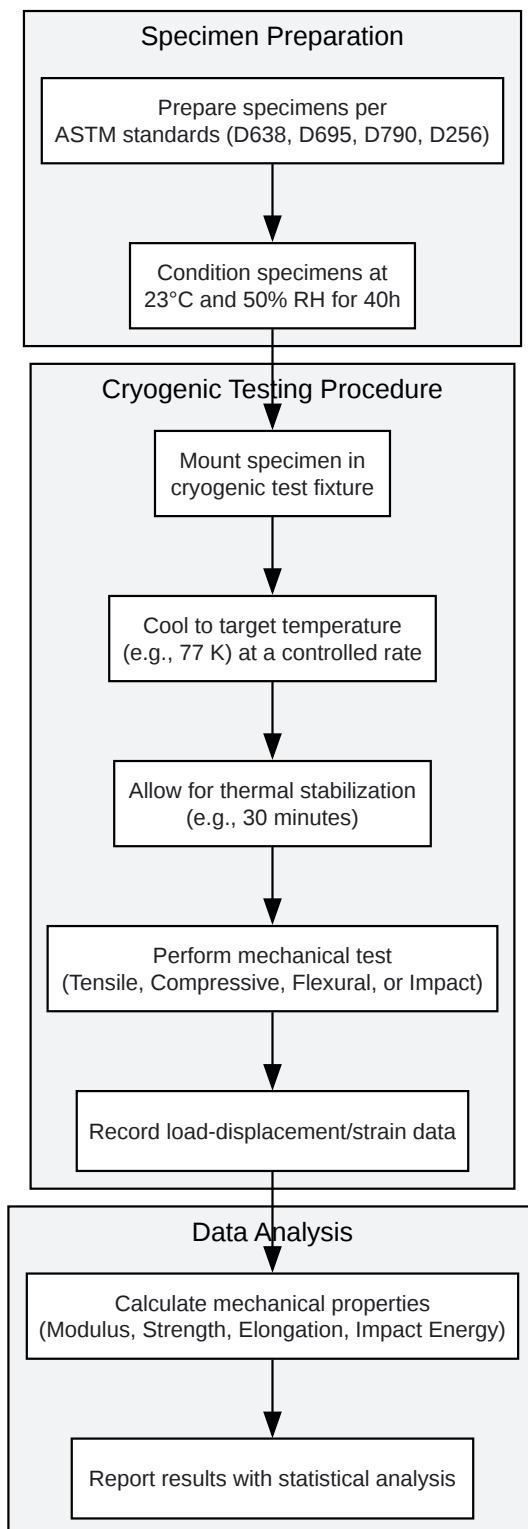 Specimen Preparation
Prepare specimens per
ASTM standards (D638, D695, D790, D256)
Condition specimens at
23°C and 50% RH for 40h
Cryogenic Testing Procedure
Mount specimen in
cryogenic test fixture
Cool to target temperature
(e.g., 77 K) at a controlled rate
Allow for thermal stabilization
(e.g., 30 minutes)
Perform mechanical test
(Tensile, Compressive, Flexural, or Impact)
Record load-displacement/strain data
Data Analysis
Calculate mechanical properties
(Modulus, Strength, Elongation, Impact Energy)
Report results with statistical analysis